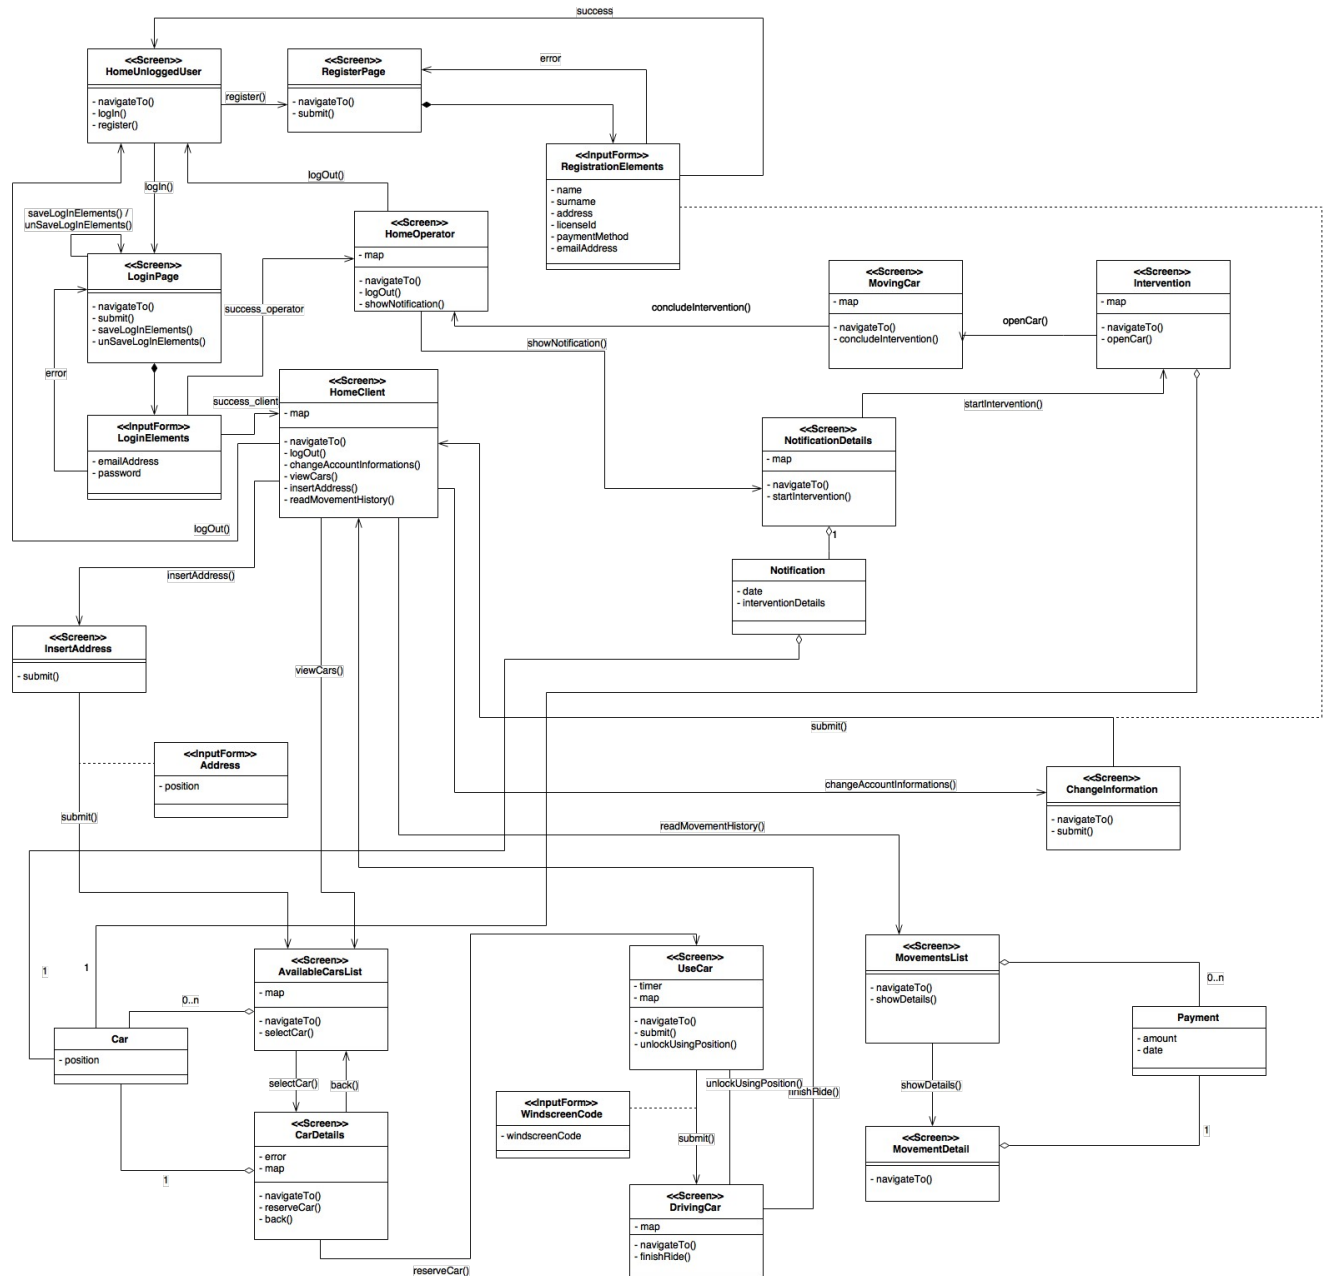 success
<<Screen>>
HomeUnloggedUser
- navigateTo()
- logIn()
- register()
register()
<<Screen>>
RegisterPage
- navigateTo()
- submit()
error
<<InputForm>>
RegistrationElements
- name
- surname
- address
- licenseId
- paymentMethod
- emailAddress
logIn()
logOut()
saveLogInElements() /
unSaveLogInElements()
<<Screen>>
LoginPage
- navigateTo()
- submit()
- saveLogInElements()
- unSaveLogInElements()
<<Screen>>
HomeOperator
- map
- navigateTo()
- logOut()
- showNotification()
success_operator
showNotification()
concludeIntervention()
<<Screen>>
MovingCar
- map
- navigateTo()
- concludeIntervention()
openCar()
<<Screen>>
Intervention
- map
- navigateTo()
- openCar()
error
<<InputForm>>
LoginElements
- emailAddress
- password
success_client
<<Screen>>
HomeClient
- map
- navigateTo()
- logOut()
- changeAccountInformations()
- viewCars()
- insertAddress()
- readMovementHistory()
startIntervention()
<<Screen>>
NotificationDetails
- map
- navigateTo()
- startIntervention()
1
Notification
- date
- interventionDetails
logOut()
insertAddress()
<<Screen>>
InsertAddress
- submit()
viewCars()
submit()
<<InputForm>>
Address
- position
<<Screen>>
ChangeInformation
- navigateTo()
- submit()
changeAccountInformations()
submit()
readMovementHistory()
1
1
0..n
<<Screen>>
AvailableCarsList
- map
- navigateTo()
- selectCar()
Car
- position
selectCar()
back()
<<Screen>>
CarDetails
- error
- map
- navigateTo()
- reserveCar()
- back()
1
reserveCar()
<<Screen>>
UseCar
- timer
- map
- navigateTo()
- submit()
- unlockUsingPosition()
unlockUsingPosition()
finishRide()
<<InputForm>>
WindscreenCode
- windscreenCode
submit()
<<Screen>>
DrivingCar
- map
- navigateTo()
- finishRide()
<<Screen>>
MovementsList
- navigateTo()
- showDetails()
0..n
Payment
- amount
- date
showDetails()
1
<<Screen>>
MovementDetail
- navigateTo()